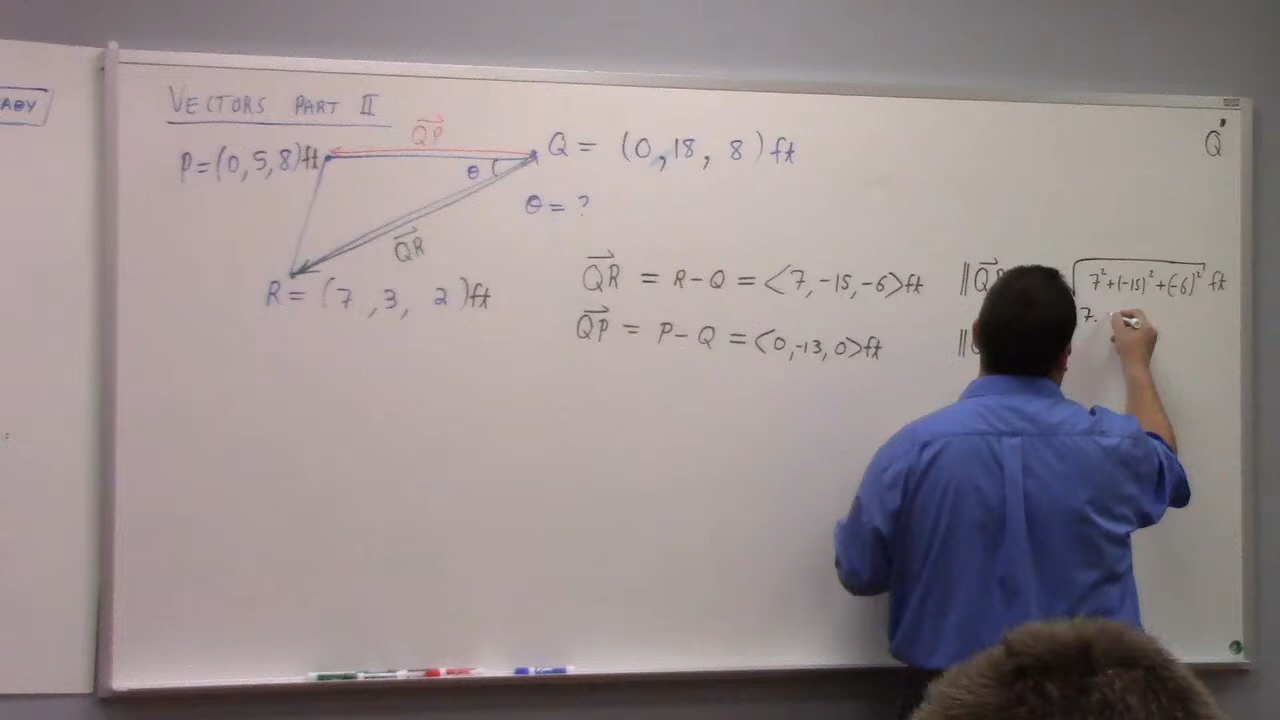 ABY
VECTORS PART II
Q
QP
P=(0,5,8)ft
θ
Q = (0,18, 8)ft
θ = ?
QR
R = (7 ,3, 2)ft
QR = R-Q = <7,-15,-6>ft
|| Q √7²+(-15)²+(-6)² ft
7.
QP = P-Q = <0,-13,0>ft
||